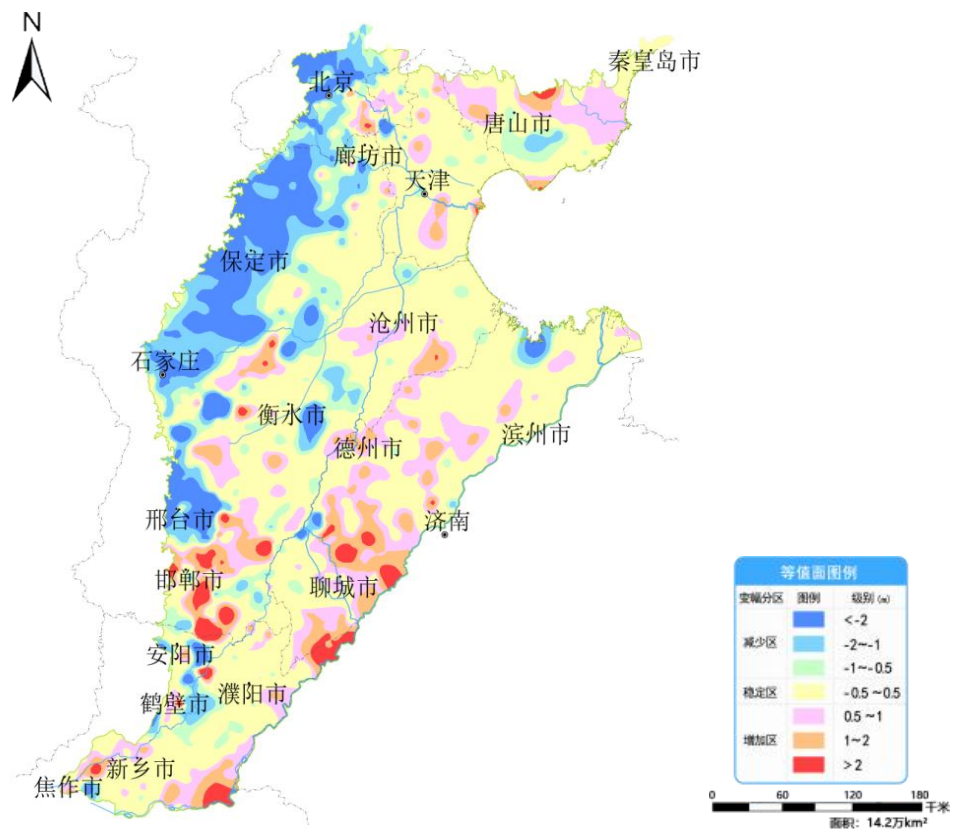 N
秦皇岛市
北京
唐山市
廊坊市
天津
保定市
沧州市
石家庄
衡水市
滨州市
德州市
邢台市
济南
邯郸市
聊城市
安阳市
鹤壁市
濮阳市
新乡市
焦作市
等值面图例
变幅分区 图例 级别 (m)
减少区
<-2
-2~-1
-1~-0.5
稳定区 -0.5~0.5
增加区
0.5~1
1~2
>2
0 60 120 180
千米
面积：14.2万km²